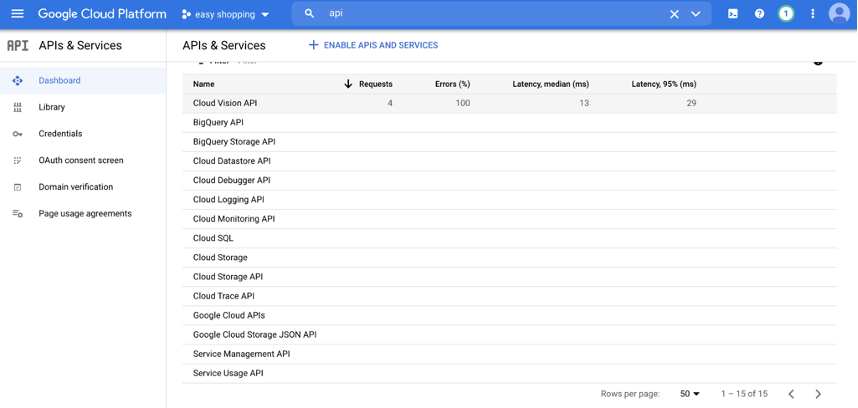 Google Cloud Platform easy shopping api 1
API APIs & Services APIs & Services + ENABLE APIS AND SERVICES
Dashboard
Library
Credentials
OAuth consent screen
Domain verification
Page usage agreements
Name Requests Errors (%) Latency, median (ms) Latency, 95% (ms)
Cloud Vision API 4 100 13 29
BigQuery API
BigQuery Storage API
Cloud Datastore API
Cloud Debugger API
Cloud Logging API
Cloud Monitoring API
Cloud SQL
Cloud Storage
Cloud Storage API
Cloud Trace API
Google Cloud APIs
Google Cloud Storage JSON API
Service Management API
Service Usage API
Rows per page: 50 1 – 15 of 15